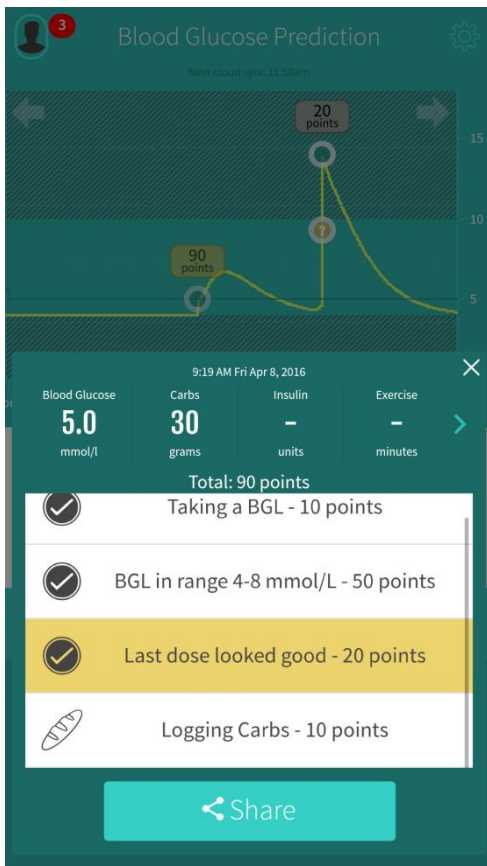 3
Blood Glucose Prediction
Next cloud sync 11:58am
20
points
15
10
?
90
points
5
9:19 AM Fri Apr 8, 2016
Blood Glucose Carbs Insulin Exercise
5.0 30 - -
mmol/l grams units minutes
Total: 90 points
Taking a BGL - 10 points
BGL in range 4-8 mmol/L - 50 points
Last dose looked good - 20 points
Logging Carbs - 10 points
Share